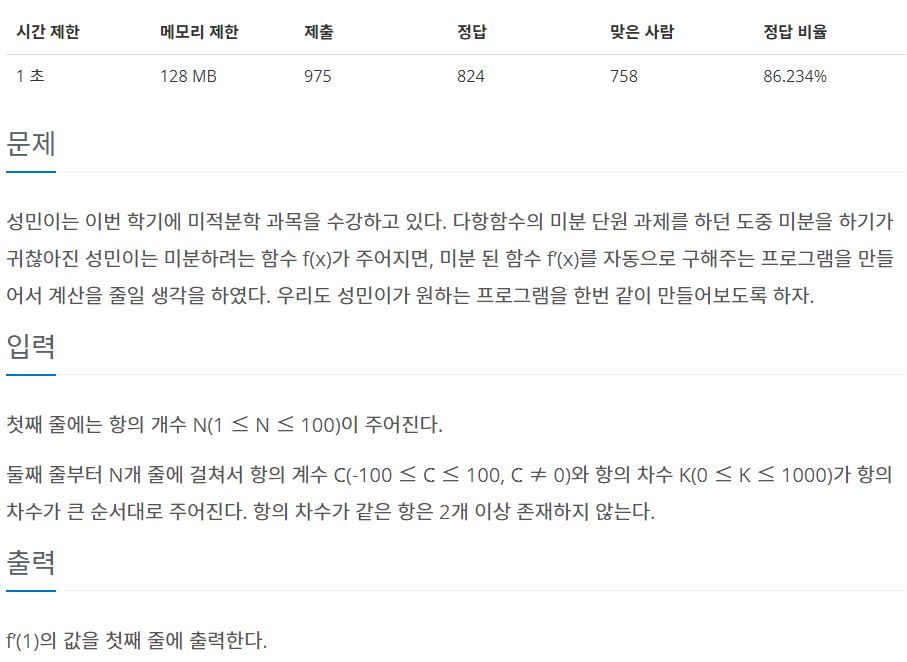 시간 제한 메모리 제한 제출 정답 맞은 사람 정답 비율
1 초 128 MB 975 824 758 86.234%
문제
성민이는 이번 학기에 미적분학 과목을 수강하고 있다. 다항함수의 미분 단원 과제를 하던 도중 미분을 하기가
귀찮아진 성민이는 미분하려는 함수 f(x)가 주어지면, 미분 된 함수 f’(x)를 자동으로 구해주는 프로그램을 만들
어서 계산을 줄일 생각을 하였다. 우리도 성민이가 원하는 프로그램을 한번 같이 만들어보도록 하자.
입력
첫째 줄에는 항의 개수 N(1 ≤ N ≤ 100)이 주어진다.
둘째 줄부터 N개 줄에 걸쳐서 항의 계수 C(-100 ≤ C ≤ 100, C ≠ 0)와 항의 차수 K(0 ≤ K ≤ 1000)가 항의
차수가 큰 순서대로 주어진다. 항의 차수가 같은 항은 2개 이상 존재하지 않는다.
출력
f’(1)의 값을 첫째 줄에 출력한다.